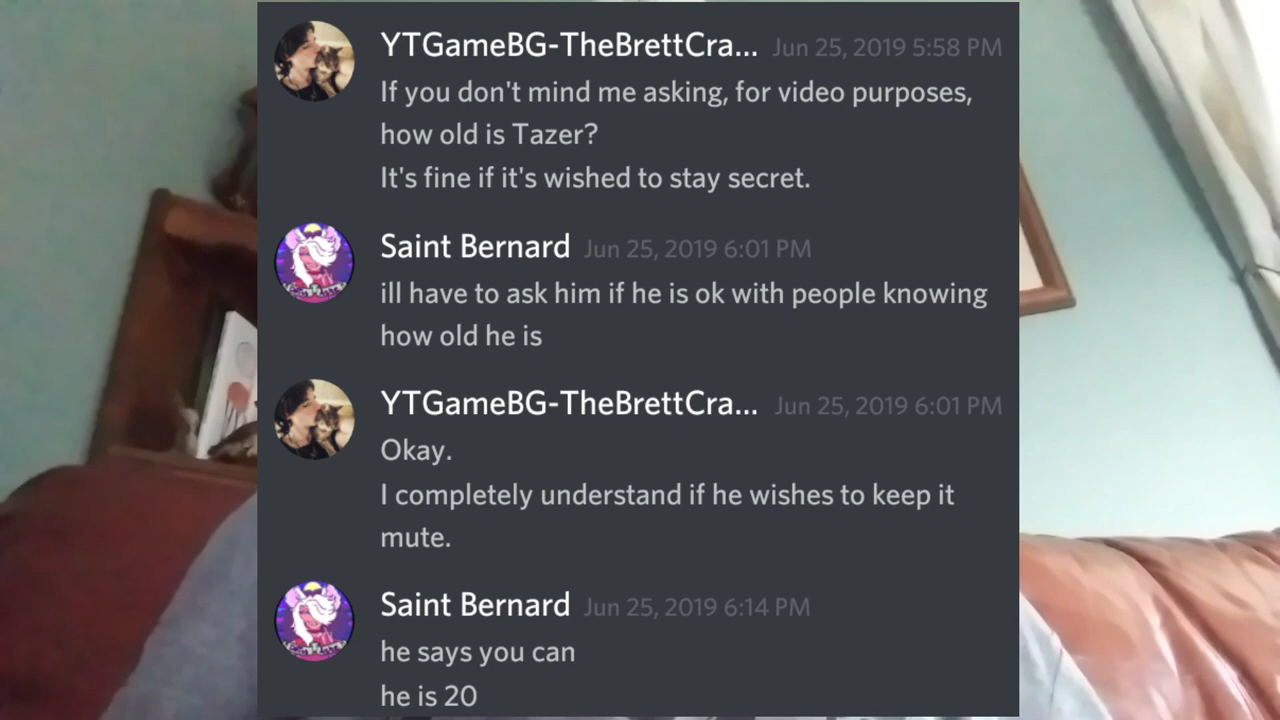 YTGameBG-TheBrettCra... Jun 25, 2019 5:58 PM
If you don't mind me asking, for video purposes,
how old is Tazer?
It's fine if it's wished to stay secret.
Saint Bernard Jun 25, 2019 6:01 PM
ill have to ask him if he is ok with people knowing
how old he is
YTGameBG-TheBrettCra... Jun 25, 2019 6:01 PM
Okay.
I completely understand if he wishes to keep it
mute.
Saint Bernard Jun 25, 2019 6:14 PM
he says you can
he is 20